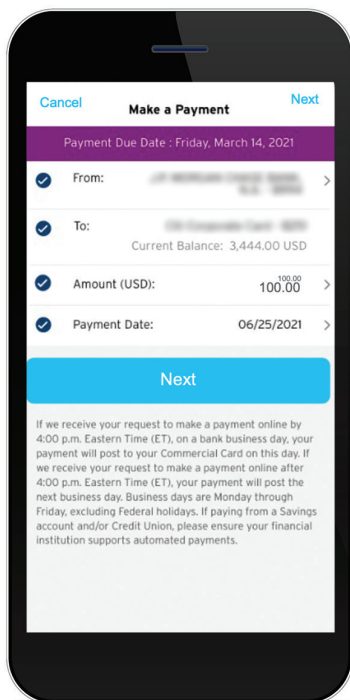 Cancel Make a Payment Next
Payment Due Date : Friday, March 14, 2021
From:
To:
Current Balance: 3,444.00 USD
Amount (USD): 100.00
100.00
Payment Date: 06/25/2021
Next
If we receive your request to make a payment online by
4:00 p.m. Eastern Time (ET), on a bank business day, your
payment will post to your Commercial Card on this day. If
we receive your request to make a payment online after
4:00 p.m. Eastern Time (ET), your payment will post the
next business day. Business days are Monday through
Friday, excluding Federal holidays. If paying from a Savings
account and/or Credit Union, please ensure your financial
institution supports automated payments.